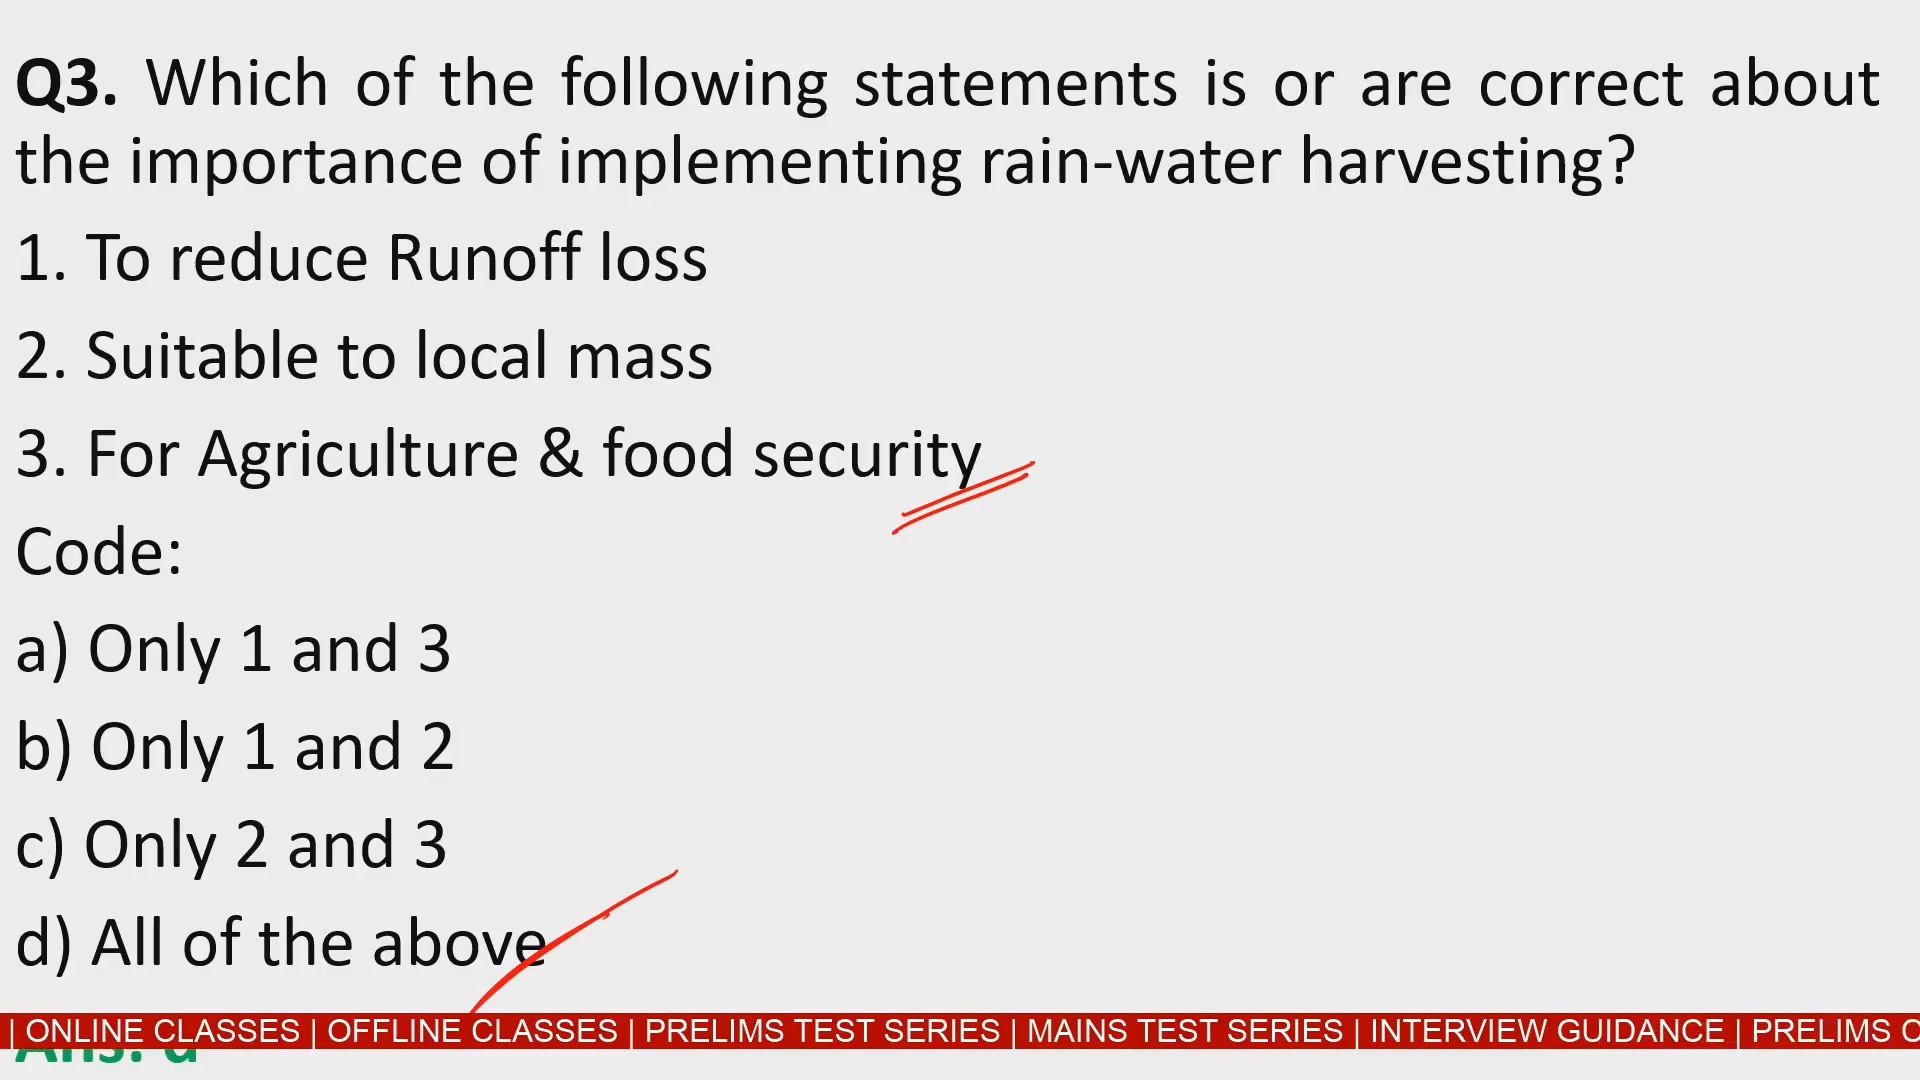 Q3. Which of the following statements is or are correct about
the importance of implementing rain-water harvesting?
1. To reduce Runoff loss
2. Suitable to local mass
3. For Agriculture & food security
Code:
a) Only 1 and 3
b) Only 1 and 2
c) Only 2 and 3
d) All of the above
| ONLINE CLASSES | OFFLINE CLASSES | PRELIMS TEST SERIES | MAINS TEST SERIES | INTERVIEW GUIDANCE | PRELIMS